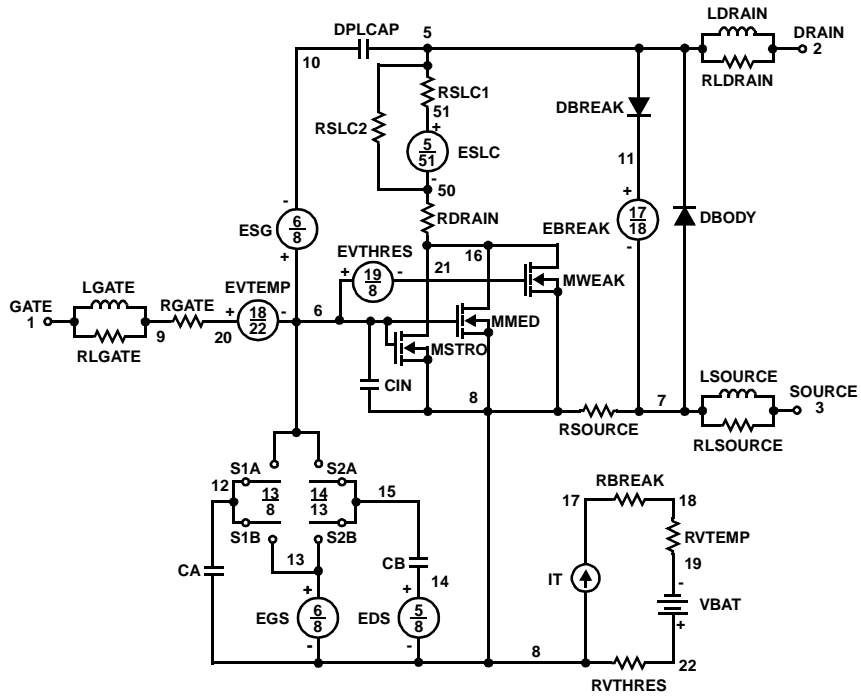 LDRAIN
DPLCAP 5 DRAIN
10 2
RLDRAIN
RSLC1
51
DBREAK
RSLC2
+
5
51
ESLC
11
-
50
-
+
6
8
ESG
RDRAIN
17
18
EBREAK
DBODY
+
EVTHRES
16
-
+
19
8
-
21
MWEAK
LGATE
EVTEMP
GATE
1
RGATE
+
18
22
-
6
MMED
9
20
MSTRO
RLGATE
LSOURCE
CIN
8
7
SOURCE
3
RSOURCE
RLSOURCE
S1A
S2A
12
13
8
14
13
15
RBREAK
17
18
S1B
S2B
RVTEMP
13
CB
19
CA
14
IT
-
+
+
VBAT
EGS
6
8
EDS
5
8
+
-
-
8
22
RVTHRES